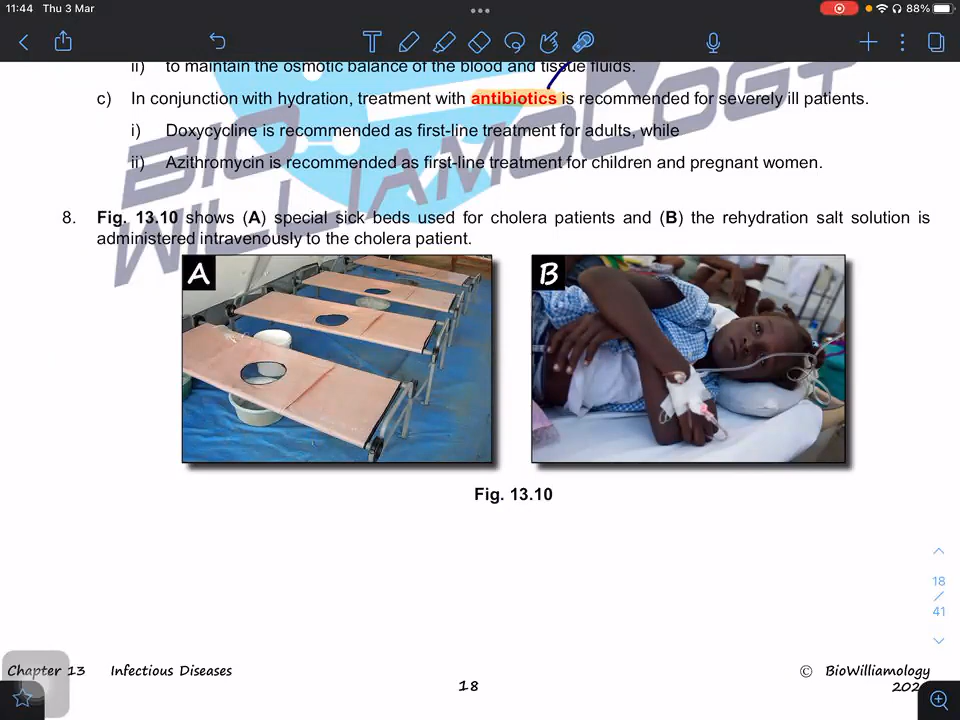 11:44 Thu 3 Mar
88%
ii) to maintain the osmotic balance of the blood and tissue fluids.
c) In conjunction with hydration, treatment with antibiotics is recommended for severely ill patients.
i) Doxycycline is recommended as first-line treatment for adults, while
ii) Azithromycin is recommended as first-line treatment for children and pregnant women.
BIO
WILLIAMOLOGY
8. Fig. 13.10 shows (A) special sick beds used for cholera patients and (B) the rehydration salt solution is
administered intravenously to the cholera patient.
A
B
Fig. 13.10
18
/
41
Chapter 13 Infectious Diseases
© BioWilliamology
18